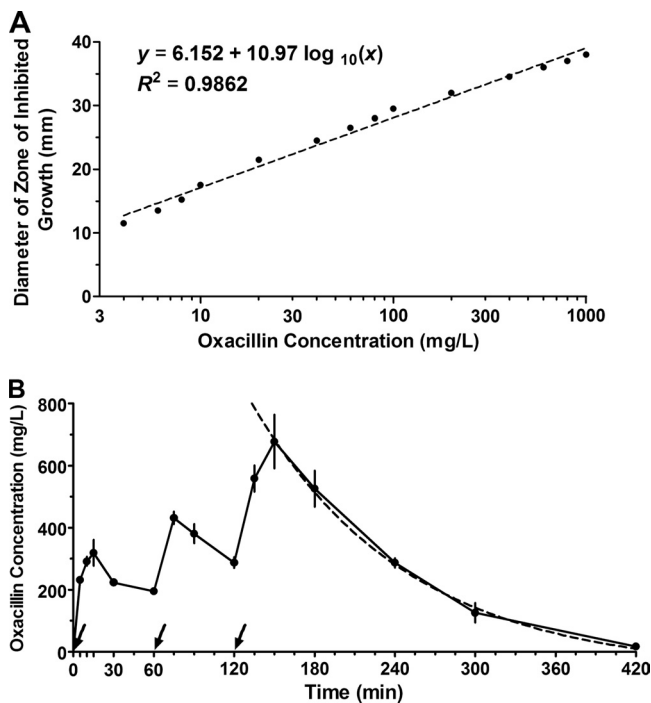 A
y = 6.152 + 10.97 log 10(x)
R2 = 0.9862
Diameter of Zone of Inhibited
Growth (mm)
40
30
20
10
0
3 10 30 100 300 1000
Oxacillin Concentration (mg/L)
B
Oxacillin Concentration (mg/L)
800
600
400
200
0
0 30 60 90 120 180 240 300 360 420
Time (min)